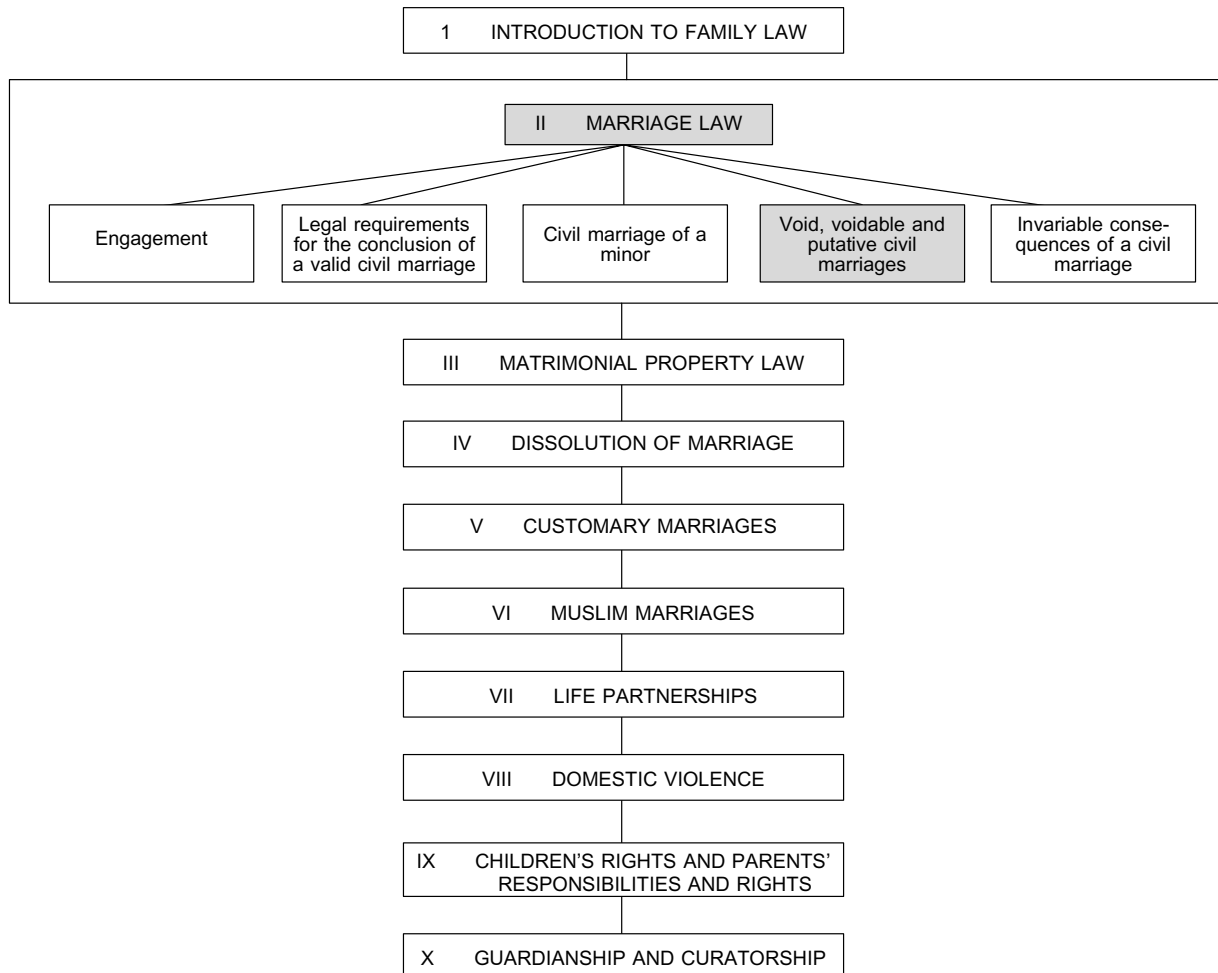 1 INTRODUCTION TO FAMILY LAW
II MARRIAGE LAW
Engagement
Legal requirements
for the conclusion of
a valid civil marriage
Civil marriage of a
minor
Void, voidable and
putative civil
marriages
Invariable conse-
quences of a civil
marriage
III MATRIMONIAL PROPERTY LAW
IV DISSOLUTION OF MARRIAGE
V CUSTOMARY MARRIAGES
VI MUSLIM MARRIAGES
VII LIFE PARTNERSHIPS
VIII DOMESTIC VIOLENCE
IX CHILDREN’S RIGHTS AND PARENTS’
RESPONSIBILITIES AND RIGHTS
X GUARDIANSHIP AND CURATORSHIP